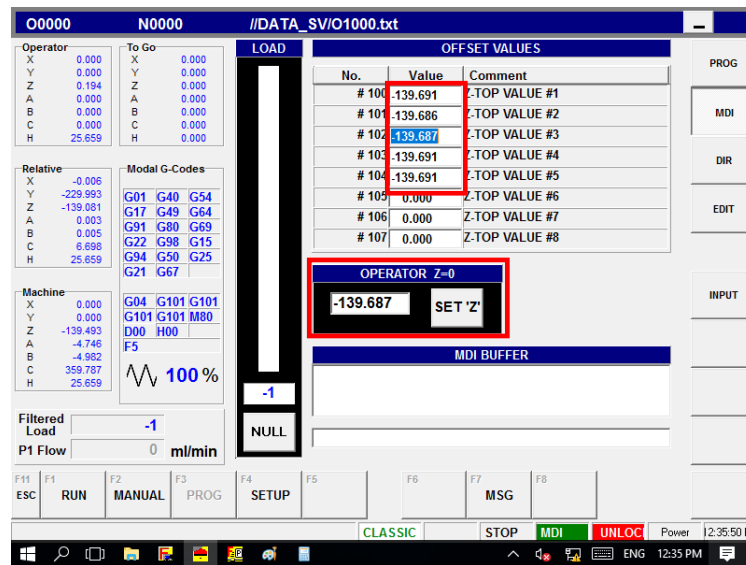 O0000 N0000 //DATA_SV/O1000.txt
Operator
X 0.000
Y 0.000
Z 0.194
A 0.000
B 0.000
C 0.000
H 25.659
To Go
X 0.000
Y 0.000
Z 0.000
A 0.000
B 0.000
C 0.000
H 0.000
Relative
X -0.006
Y -229.993
Z -139.081
A 0.003
B 0.005
C 6.698
H 25.659
Modal G-Codes
G01 G40 G54
G17 G49 G64
G91 G80 G69
G22 G98 G15
G94 G50 G25
G21 G67
G04 G101 G101
G101 G101 M80
D00 H00
F5
100 %
Machine
X 0.000
Y 0.000
Z -139.493
A -4.746
B -4.982
C 359.787
H 25.659
Filtered Load -1
P1 Flow 0 ml/min
LOAD
-1
NULL
OFFSET VALUES
No. Value Comment
# 100 -139.691 Z-TOP VALUE #1
# 101 -139.686 Z-TOP VALUE #2
# 102 -139.687 Z-TOP VALUE #3
# 103 -139.691 Z-TOP VALUE #4
# 104 -139.691 Z-TOP VALUE #5
# 105 0.000 Z-TOP VALUE #6
# 106 0.000 Z-TOP VALUE #7
# 107 0.000 Z-TOP VALUE #8
OPERATOR Z=0
-139.687 SET 'Z'
MDI BUFFER
PROG
MDI
DIR
EDIT
INPUT
F11 F1 F2 F3 F4 F5 F6 F7 F8
ESC RUN MANUAL PROG SETUP MSG
CLASSIC STOP MDI UNLOC Power 12:35:50
ENG 12:35 PM